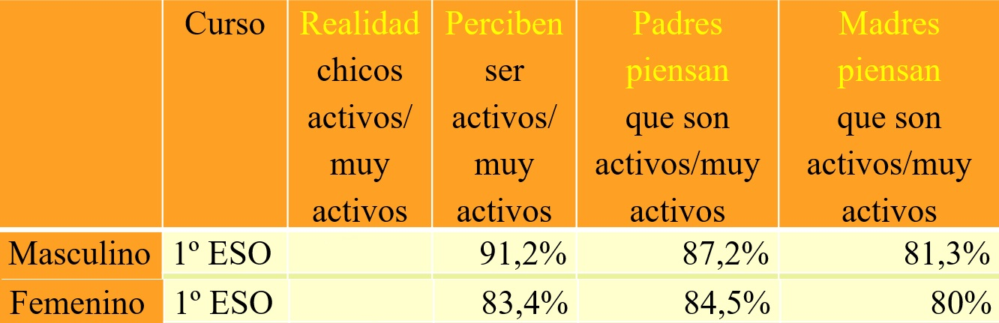 Curso Realidad Perciben Padres Madres
chicos ser piensan piensan
activos/ activos/ que son que son
muy muy activos/muy activos/muy
activos activos activos activos
Masculino 1º ESO 91,2% 87,2% 81,3%
Femenino 1º ESO 83,4% 84,5% 80%